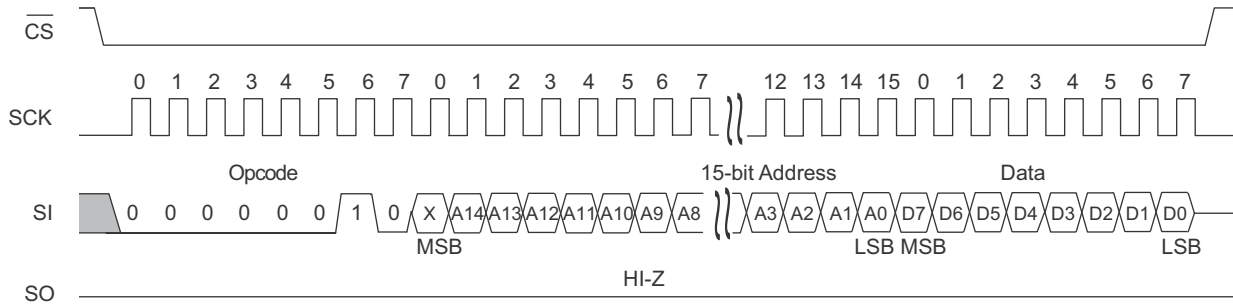 CS
0 1 2 3 4 5 6 7 0 1 2 3 4 5 6 7 12 13 14 15 0 1 2 3 4 5 6 7
SCK
Opcode 15-bit Address Data
SI 0 0 0 0 0 0 1 0 X A14 A13 A12 A11 A10 A9 A8 A3 A2 A1 A0 D7 D6 D5 D4 D3 D2 D1 D0
MSB LSB MSB LSB
HI-Z
SO